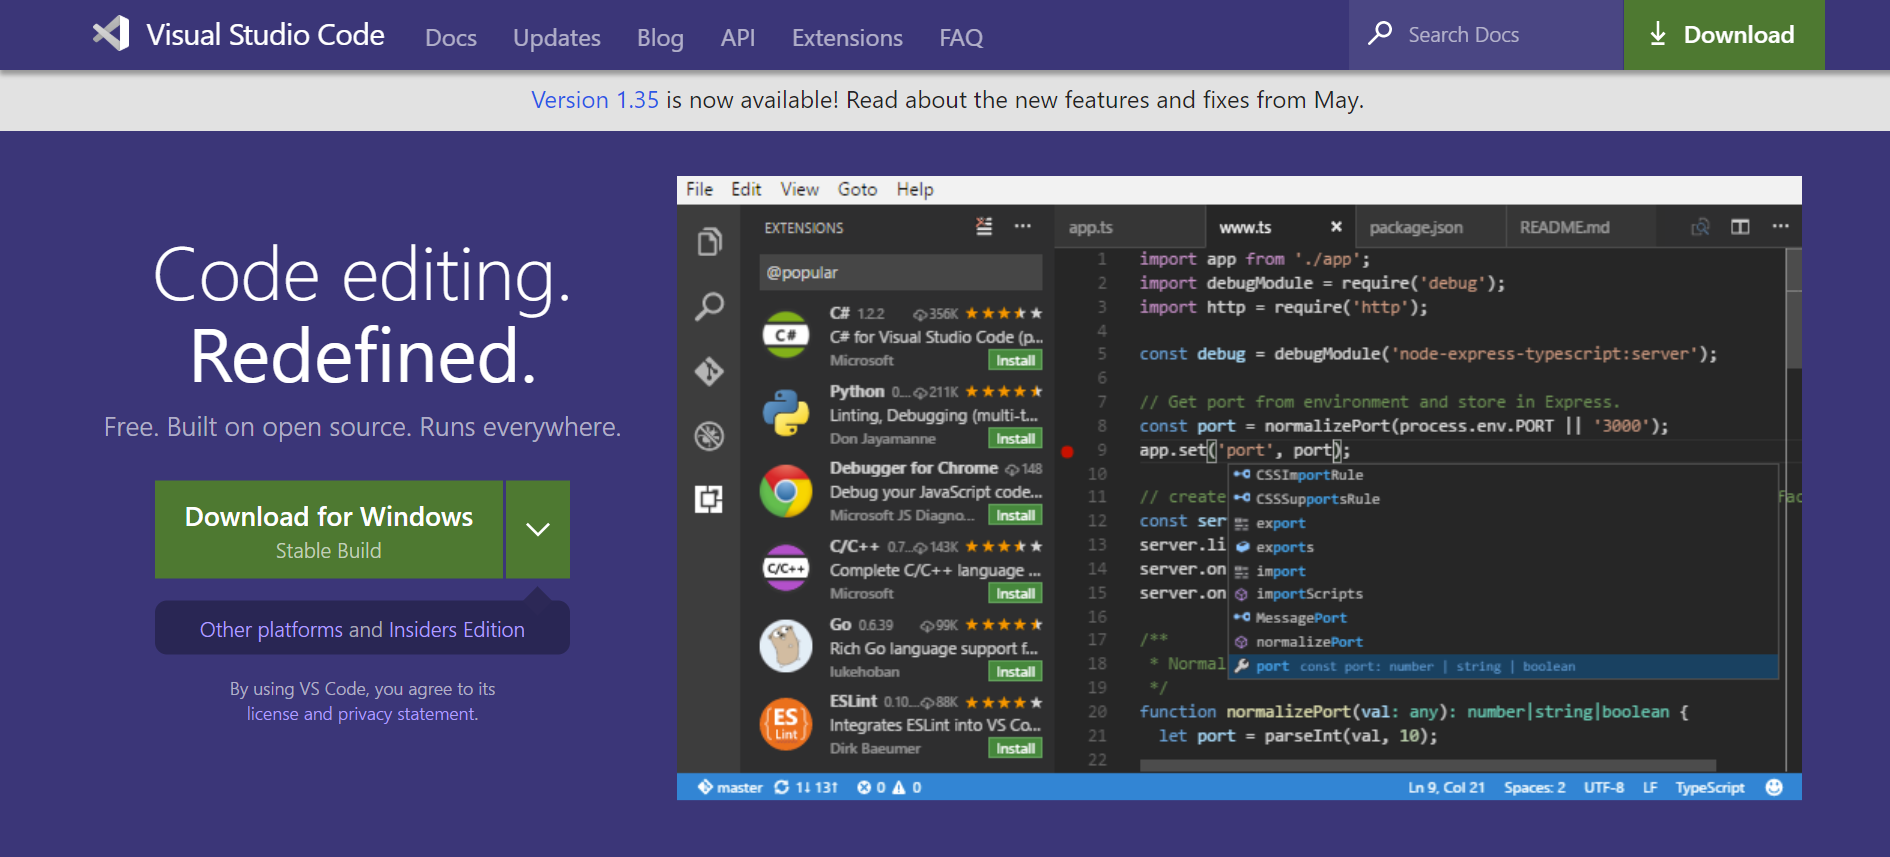 Visual Studio Code Docs Updates Blog API Extensions FAQ Search Docs Download
Version 1.35 is now available! Read about the new features and fixes from May.
Code editing.
Redefined.
Free. Built on open source. Runs everywhere.
Download for Windows
Stable Build
Other platforms and Insiders Edition
By using VS Code, you agree to its
license and privacy statement.
File Edit View Goto Help
EXTENSIONS ...
@popular
C# 1.2.2 356K
C# for Visual Studio Code (p...
Microsoft Install
C#
Python 0.... 211K
Linting, Debugging (multi-t...
Don Jayamanne Install
Debugger for Chrome 148
Debug your JavaScript code...
Microsoft JS Diagno... Install
C/C++ 0.7... 143K
Complete C/C++ language ...
Microsoft Install
C/C++
Go 0.6.39 99K
Rich Go language support f...
lukehoban Install
ESLint 0.10.... 88K
Integrates ESLint into VS Co...
Dirk Baeumer Install
ES
Lint
app.ts www.ts × package.json README.md ...
1 import app from './app';
2 import debugModule = require('debug');
3 import http = require('http');
4
5 const debug = debugModule('node-express-typescript:server');
6
7 // Get port from environment and store in Express.
8 const port = normalizePort(process.env.PORT || '3000');
9 app.set('port', port);
10
11 // create fac
12 const ser
13 server.li
14 server.on
15 server.on
16
17 /**
18 * Normal
19 */
20 function normalizePort(val: any): number|string|boolean {
21 let port = parseInt(val, 10);
22
CSSImportRule
CSSSupportsRule
export
exports
import
importScripts
MessagePort
normalizePort
port const port: number | string | boolean
master 1↓ 13↑ 0 0 Ln 9, Col 21 Spaces: 2 UTF-8 LF TypeScript